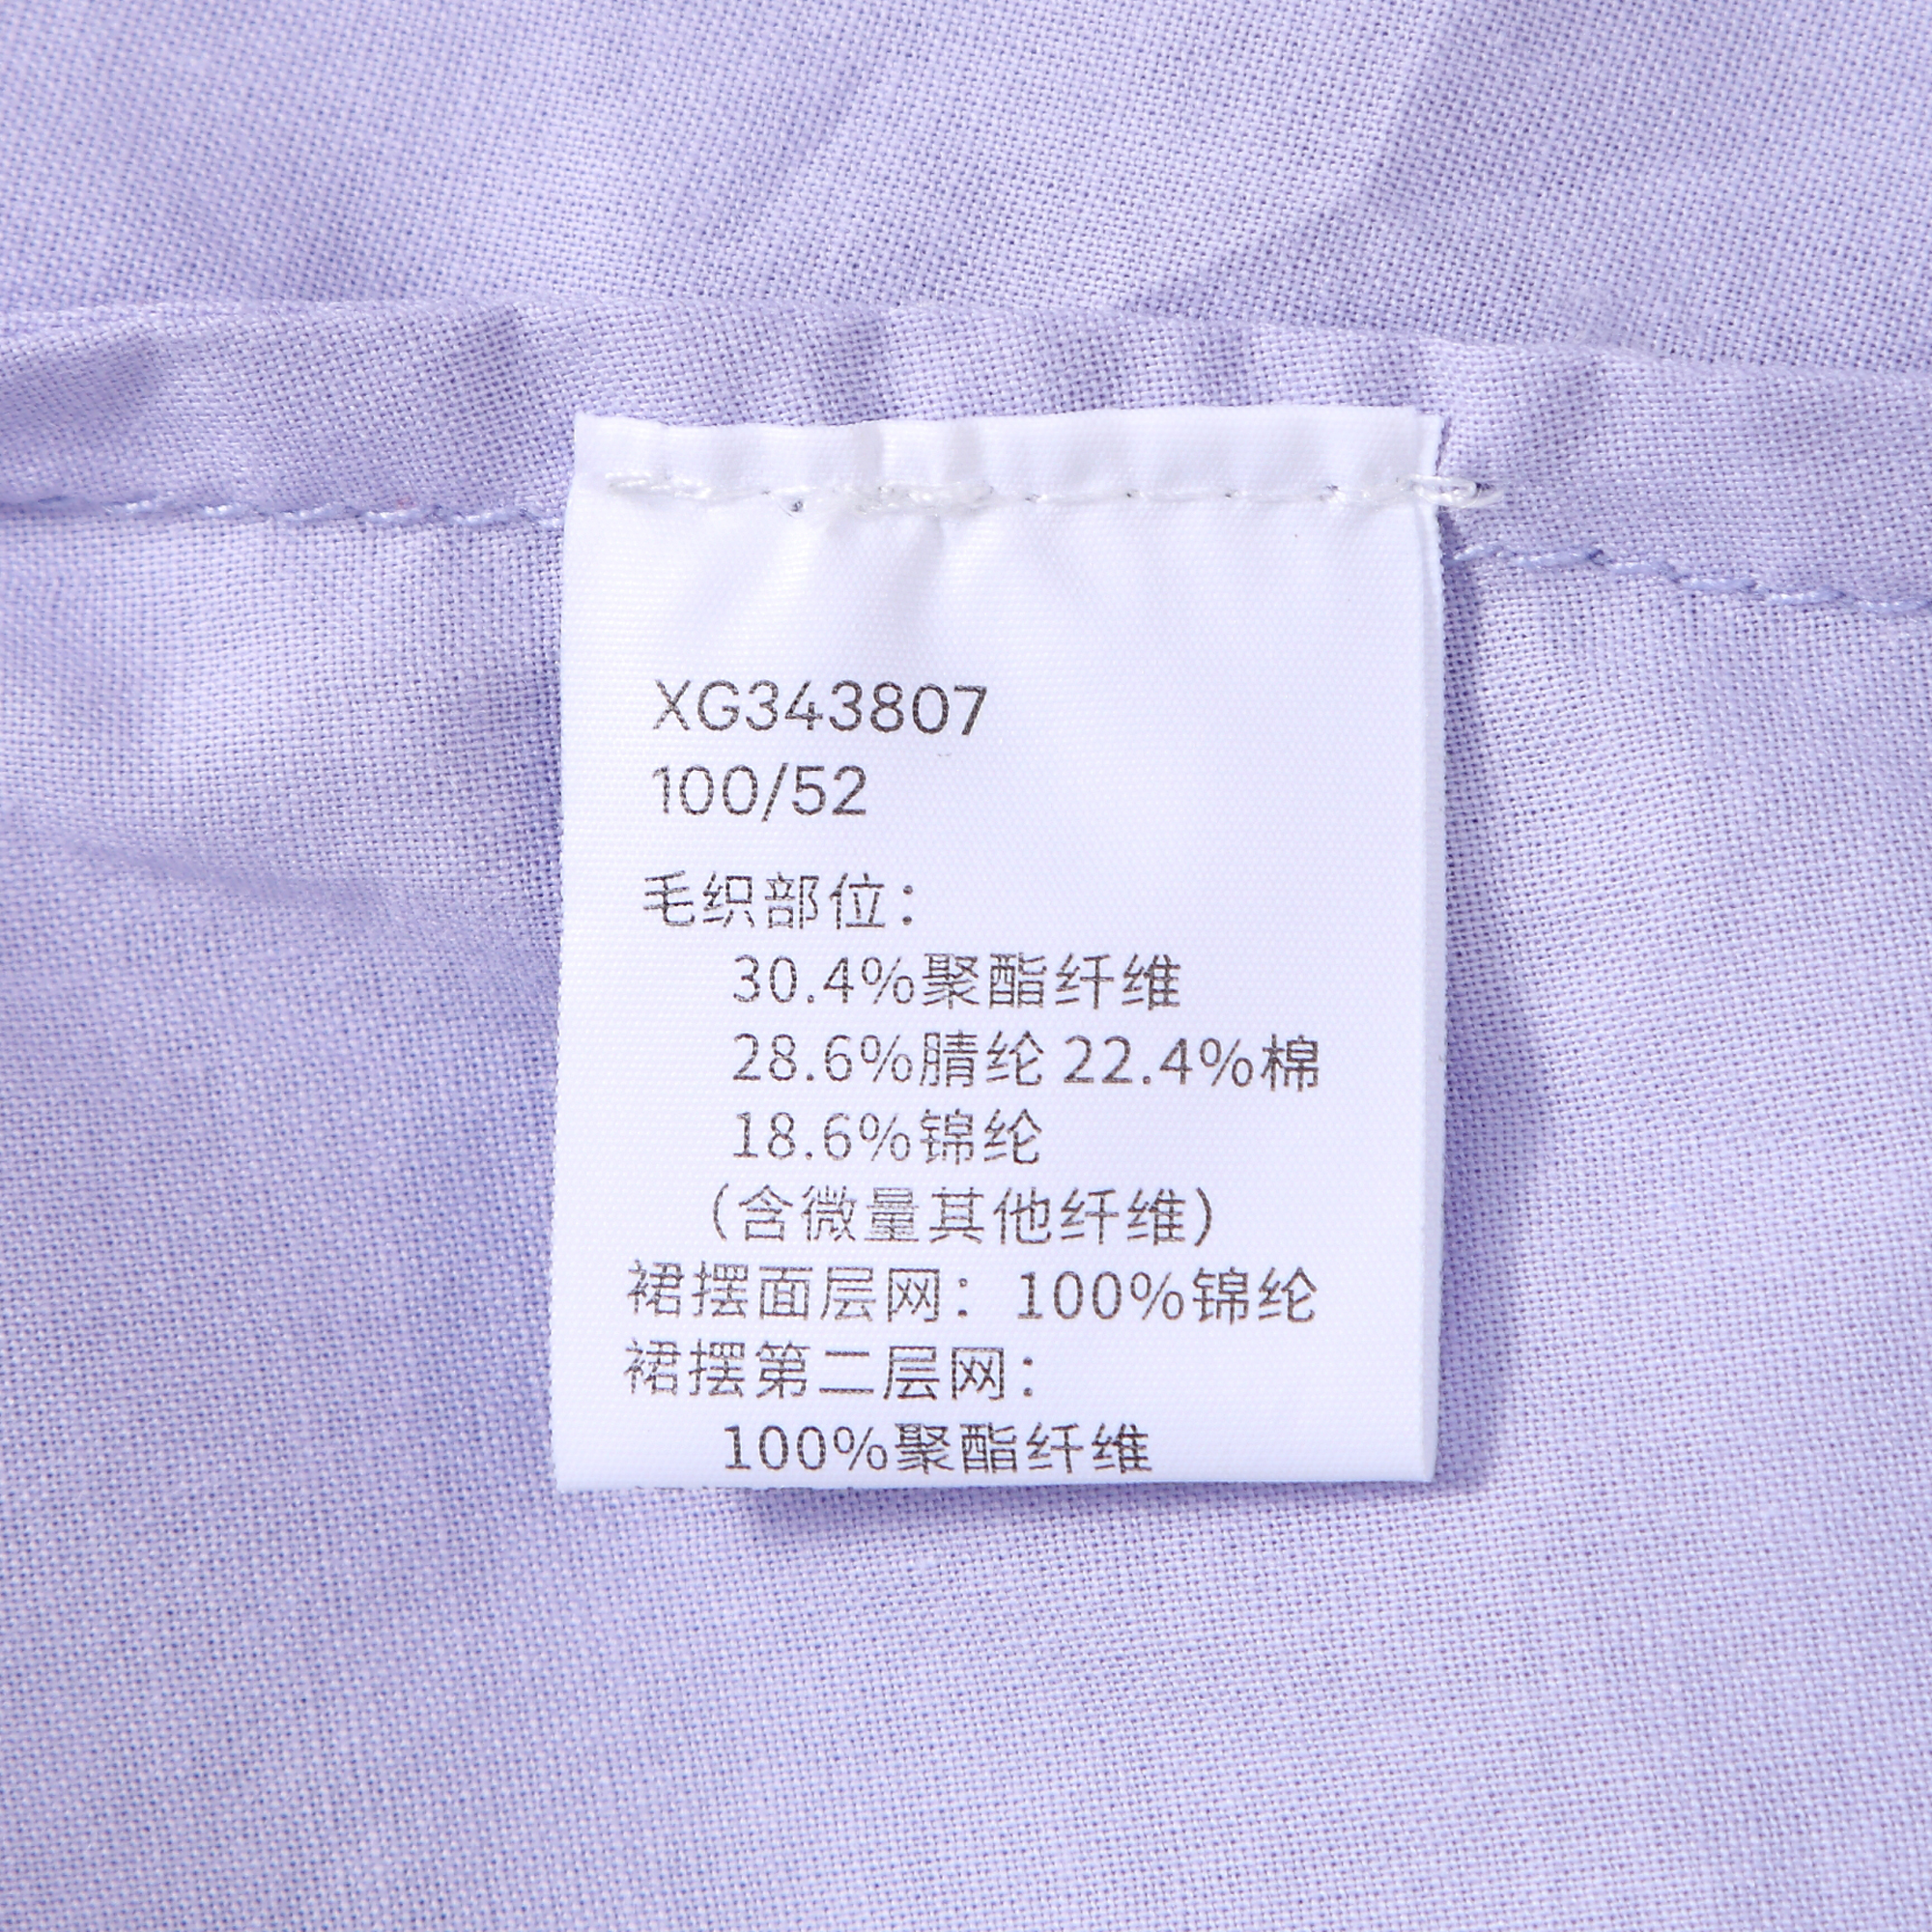 XG343807
100/52
毛织部位：
30.4%聚酯纤维
28.6%腈纶 22.4%棉
18.6%锦纶
（含微量其他纤维）
裙摆面层网：100%锦纶
裙摆第二层网：
100%聚酯纤维